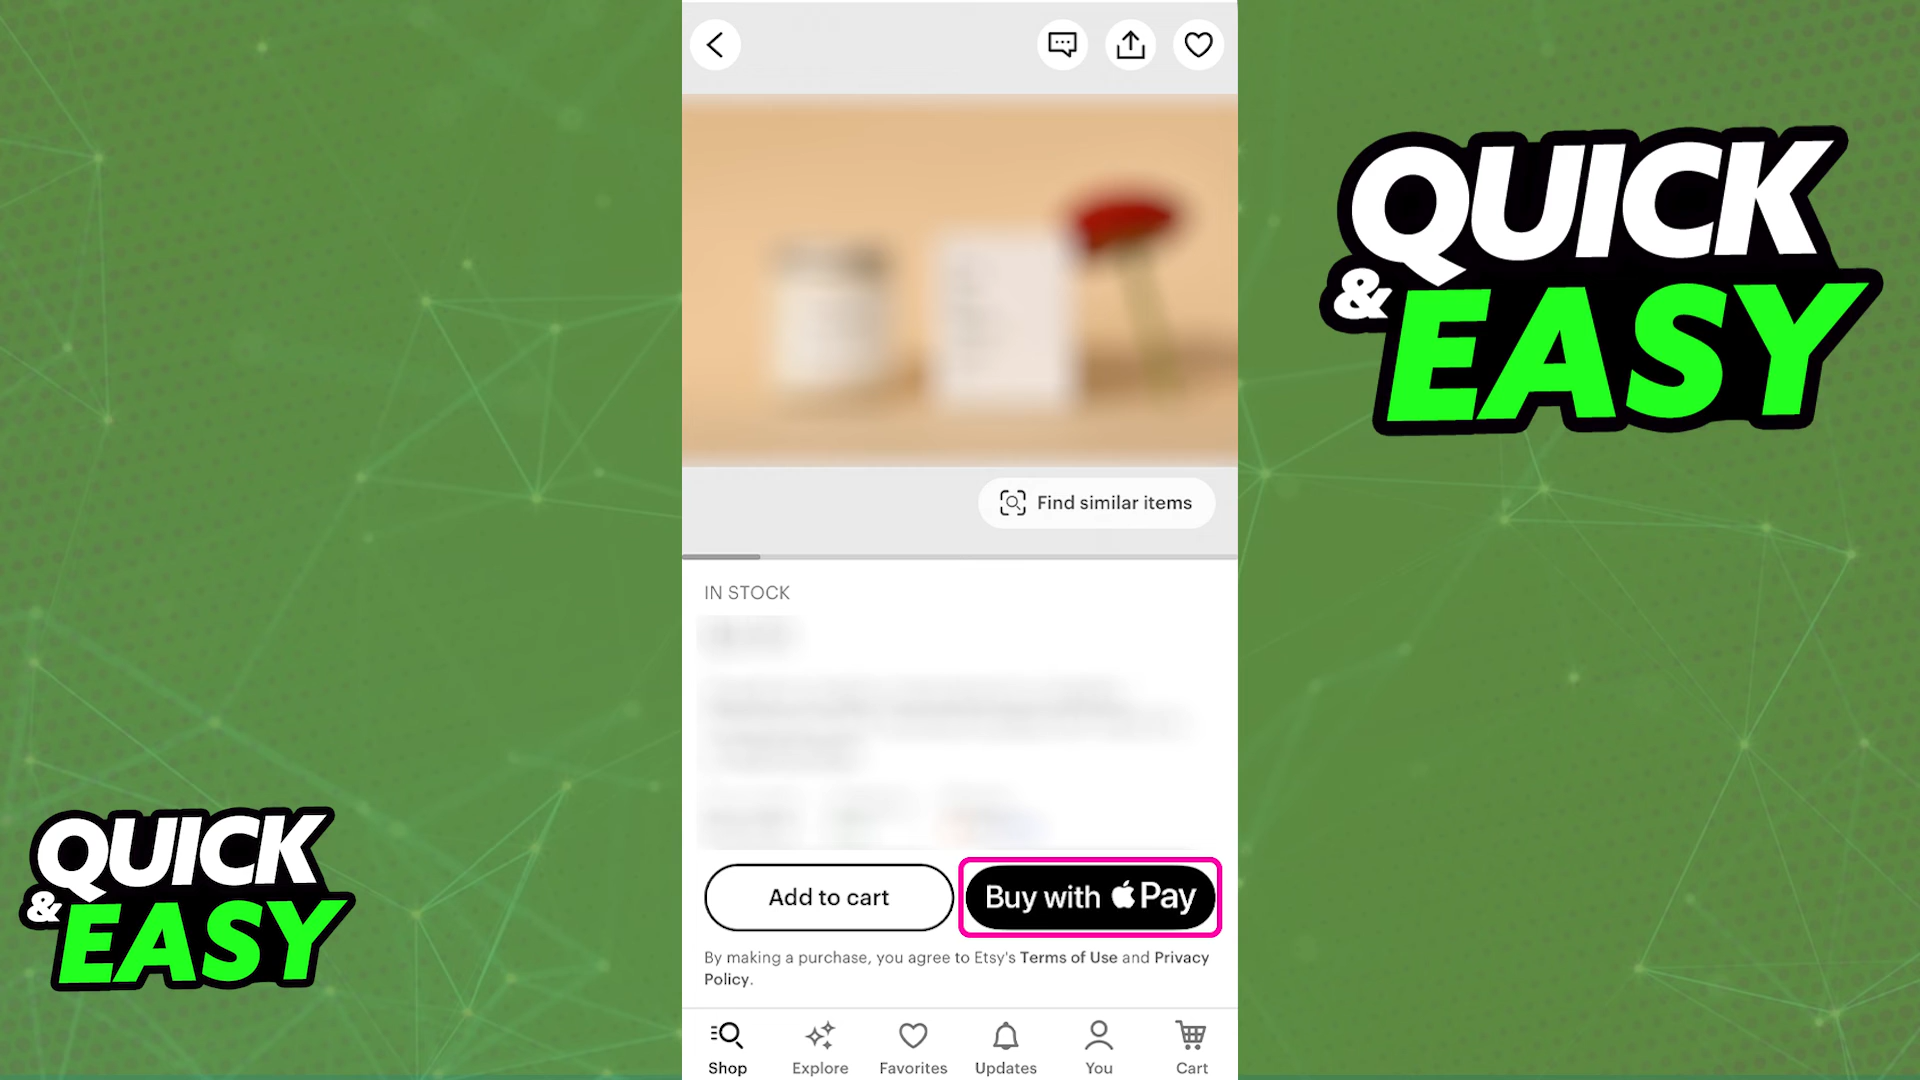 QUICK
& EASY
Find similar items
IN STOCK
Add to cart
Buy with Pay
By making a purchase, you agree to Etsy's Terms of Use and Privacy
Policy.
Shop
Explore
Favorites
Updates
You
Cart
QUICK
& EASY